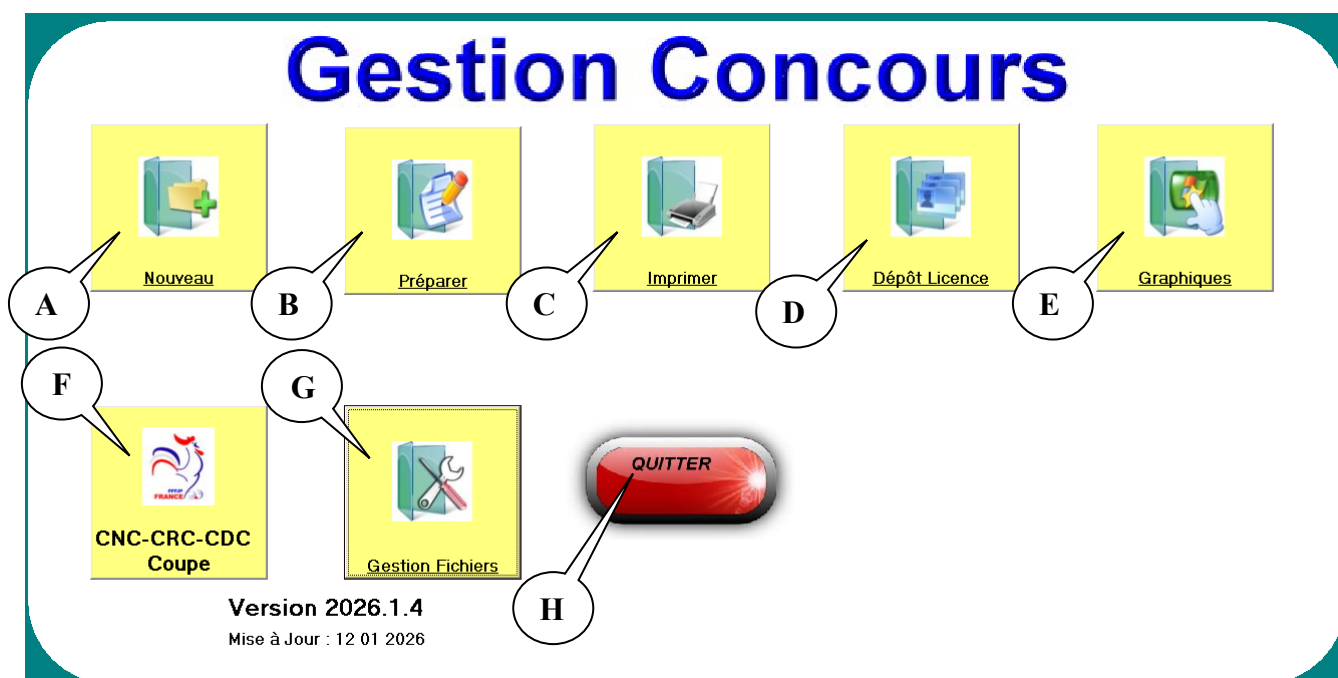 Gestion Concours
Nouveau
Préparer
Imprimer
Dépôt Licence
Graphiques
A
B
C
D
E
F
G
FRANCE
CNC-CRC-CDC
Coupe
Gestion Fichiers
QUITTER
H
Version 2026.1.4
Mise à Jour : 12 01 2026